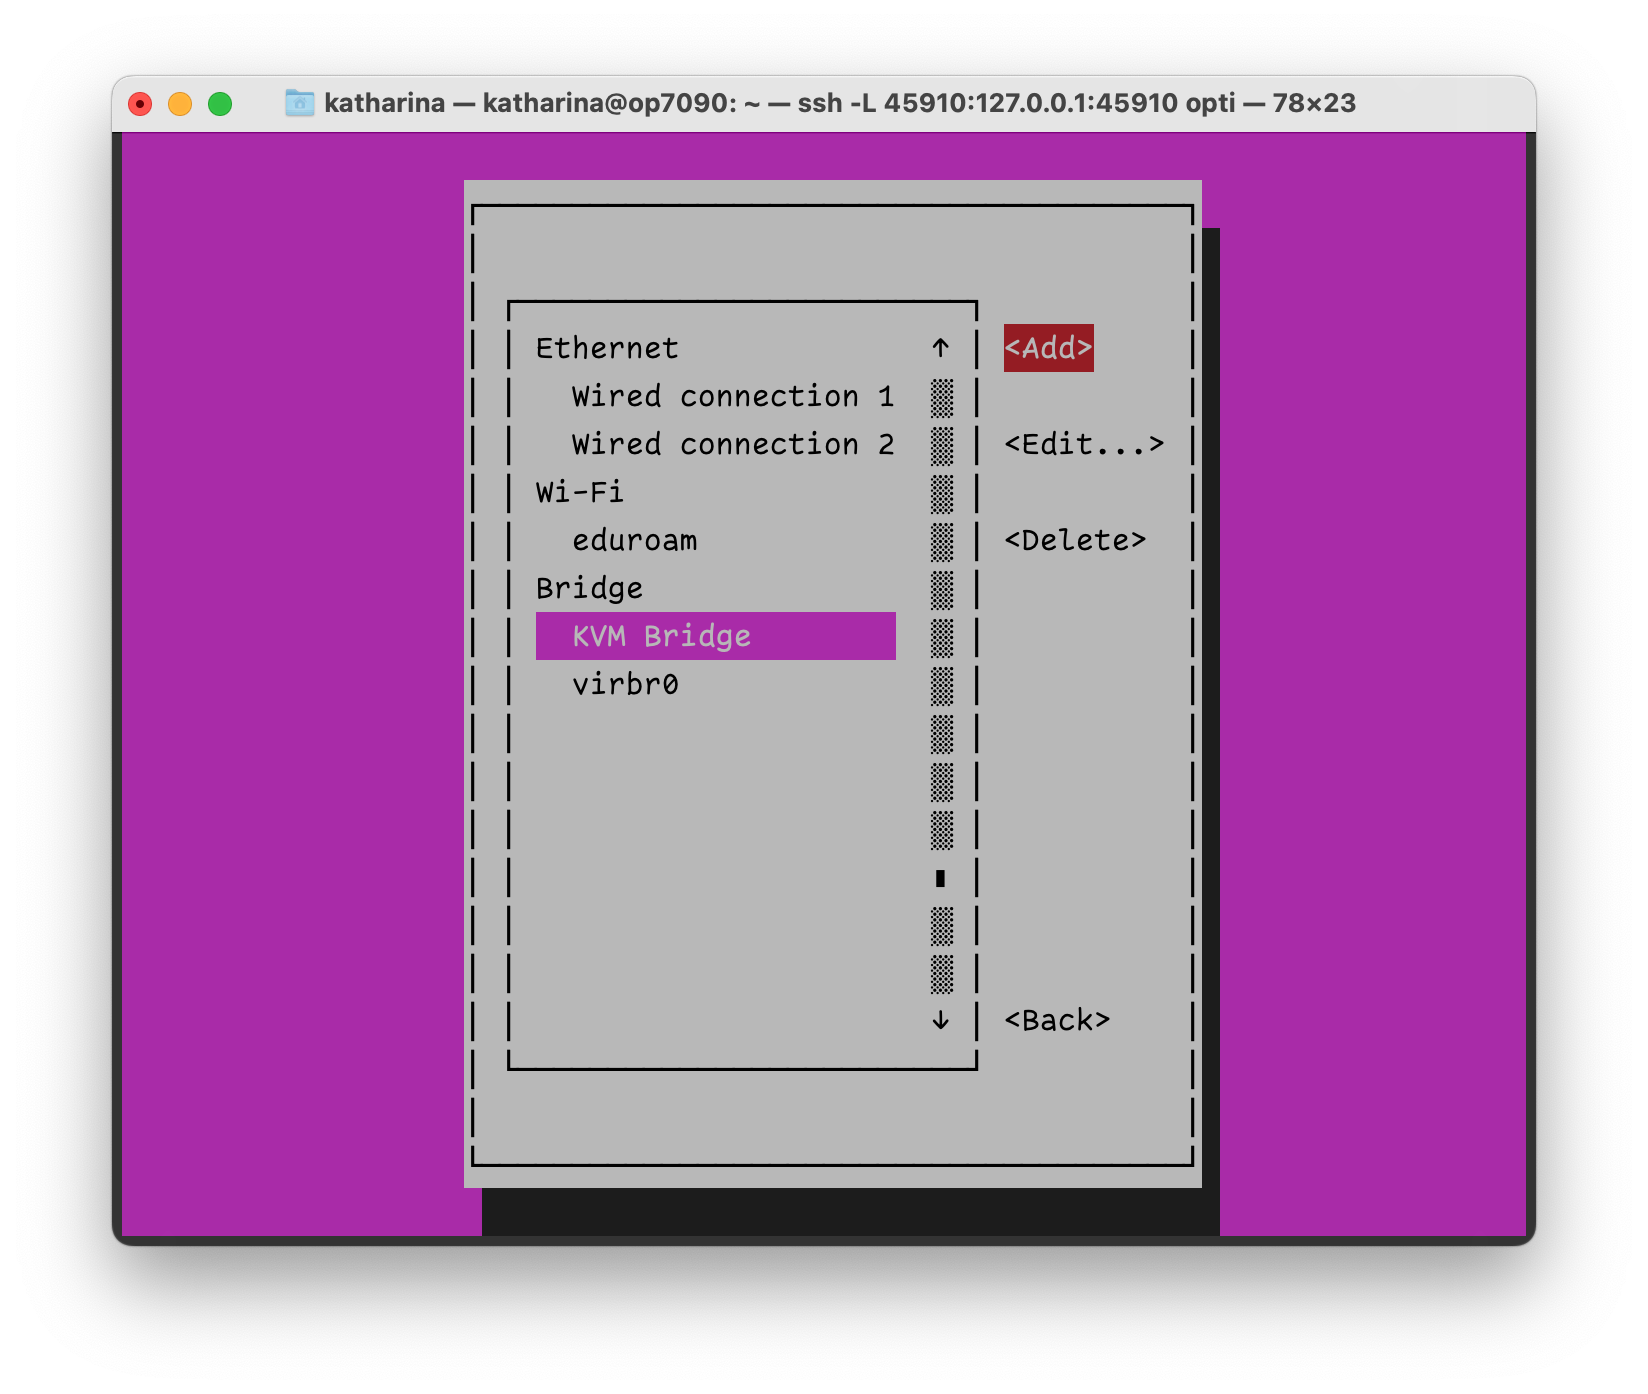 katharina — katharina@op7090: ~ — ssh -L 45910:127.0.0.1:45910 opti — 78×23
Ethernet ↑ <Add>
Wired connection 1
Wired connection 2 <Edit...>
Wi-Fi
eduroam <Delete>
Bridge
KVM Bridge
virbr0
↓ <Back>